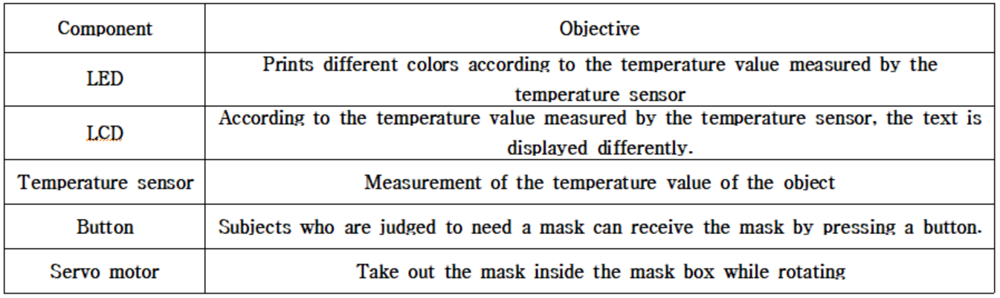 Component Objective
LED Prints different colors according to the temperature value measured by the
temperature sensor
LCD According to the temperature value measured by the temperature sensor, the text is
displayed differently.
Temperature sensor Measurement of the temperature value of the object
Button Subjects who are judged to need a mask can receive the mask by pressing a button.
Servo motor Take out the mask inside the mask box while rotating